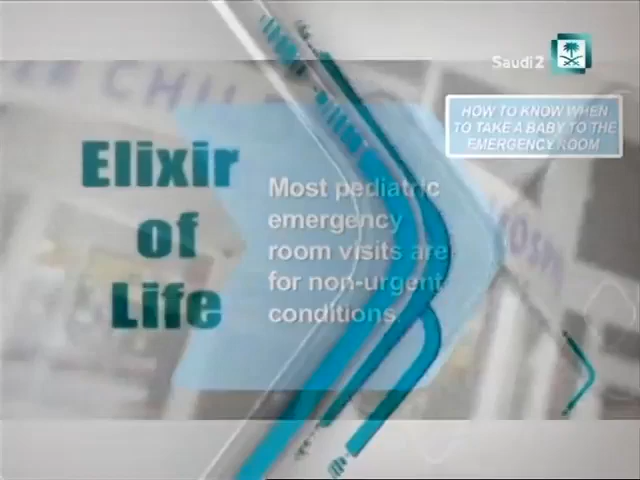 Saudi 2
HOW TO KNOW WHEN
TO TAKE A BABY TO THE
EMERGENCY ROOM
CHIL
Elixir
of
Life
Most pediatric
emergency
room visits are
for non-urgent
conditions.